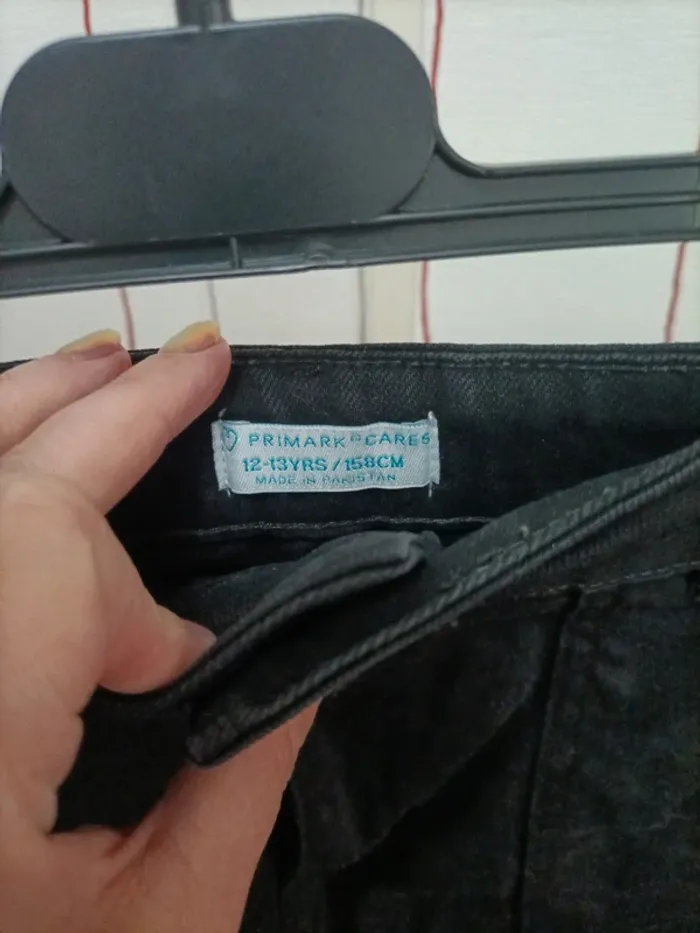 PRIMARK® CARES
12-13YRS / 158CM
MADE IN PAKISTAN